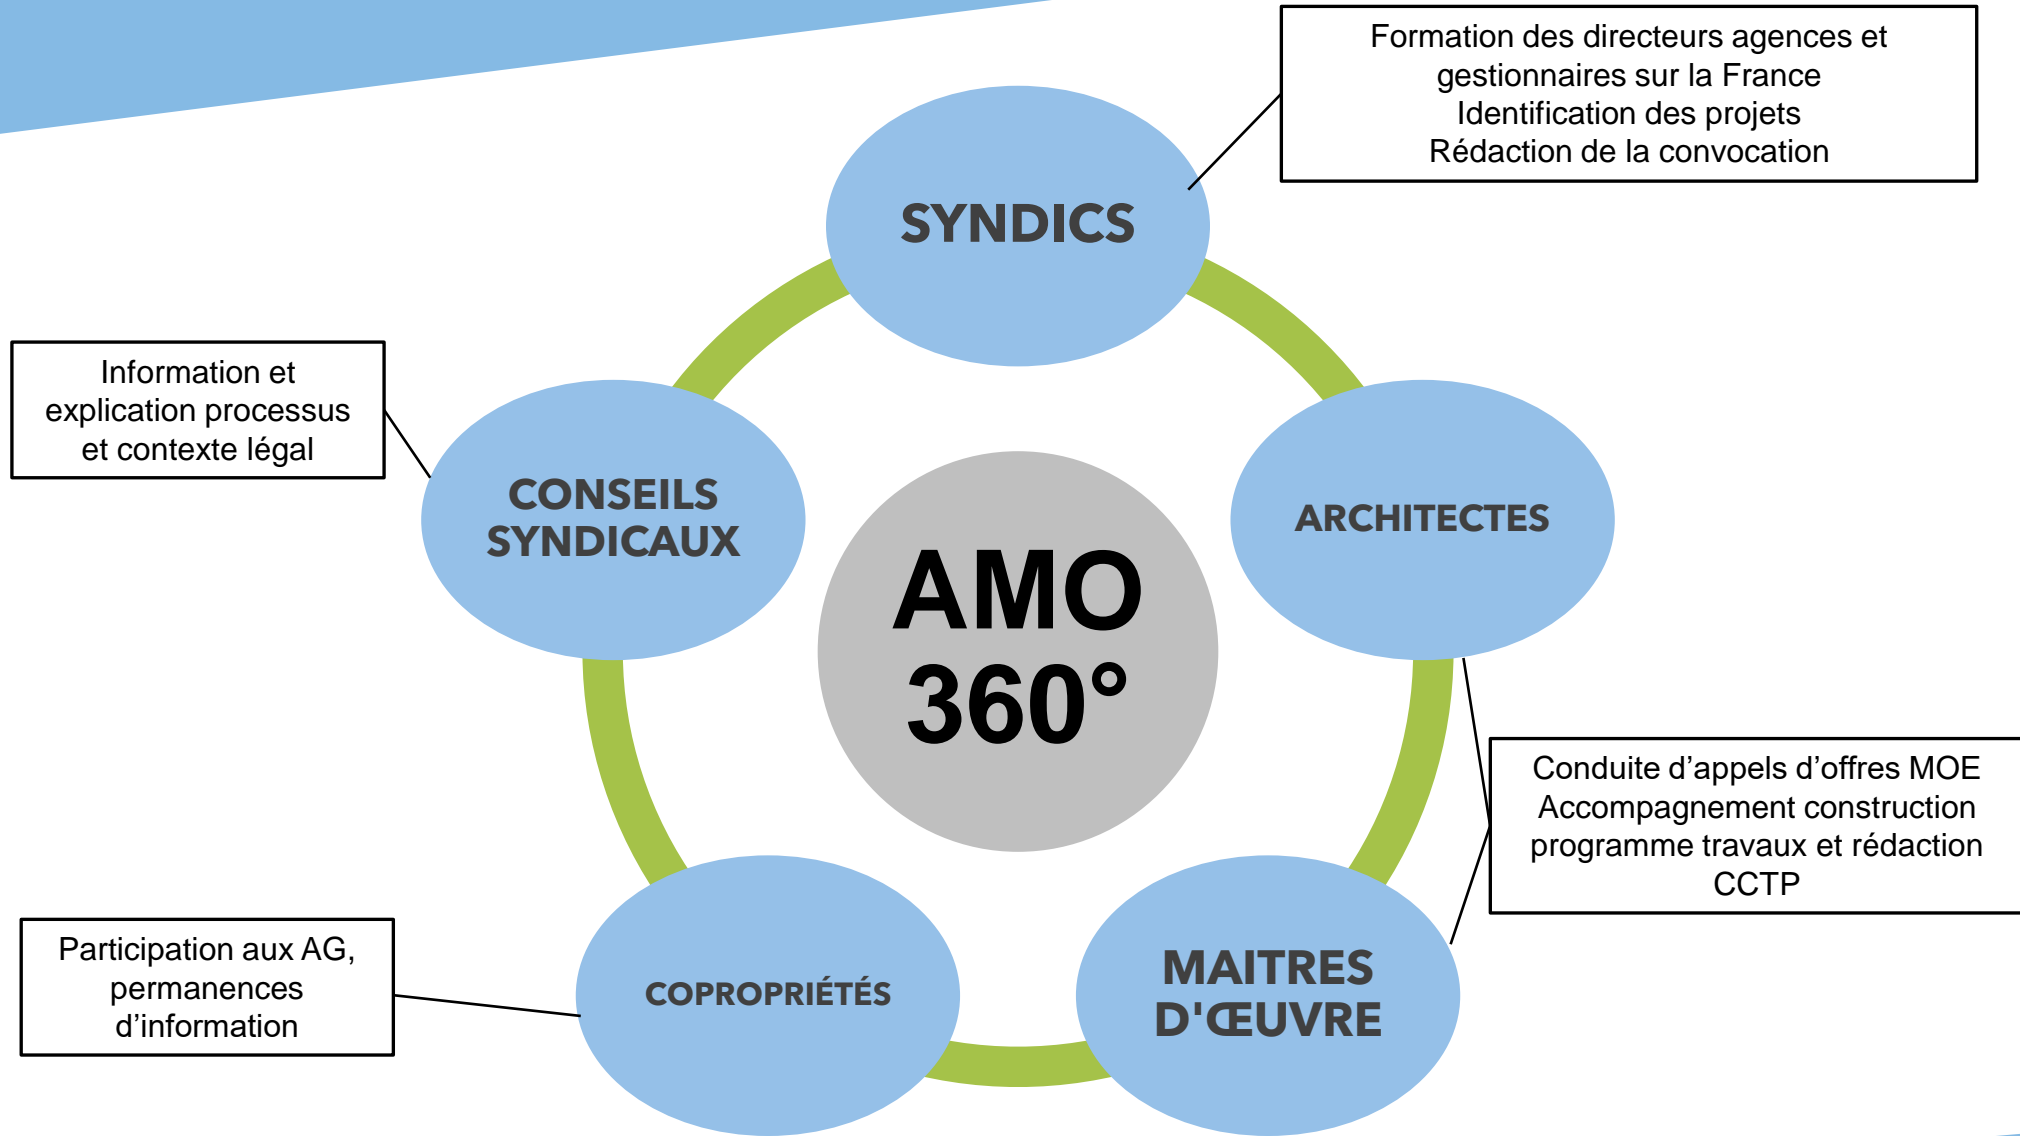 Formation des directeurs agences et
gestionnaires sur la France
Identification des projets
Rédaction de la convocation
SYNDICS
Information et
explication processus
et contexte légal
CONSEILS
SYNDICAUX
ARCHITECTES
AMO
360°
Conduite d’appels d’offres MOE
Accompagnement construction
programme travaux et rédaction
CCTP
Participation aux AG,
permanences
d’information
COPROPRIÉTÉS
MAITRES
D'ŒUVRE